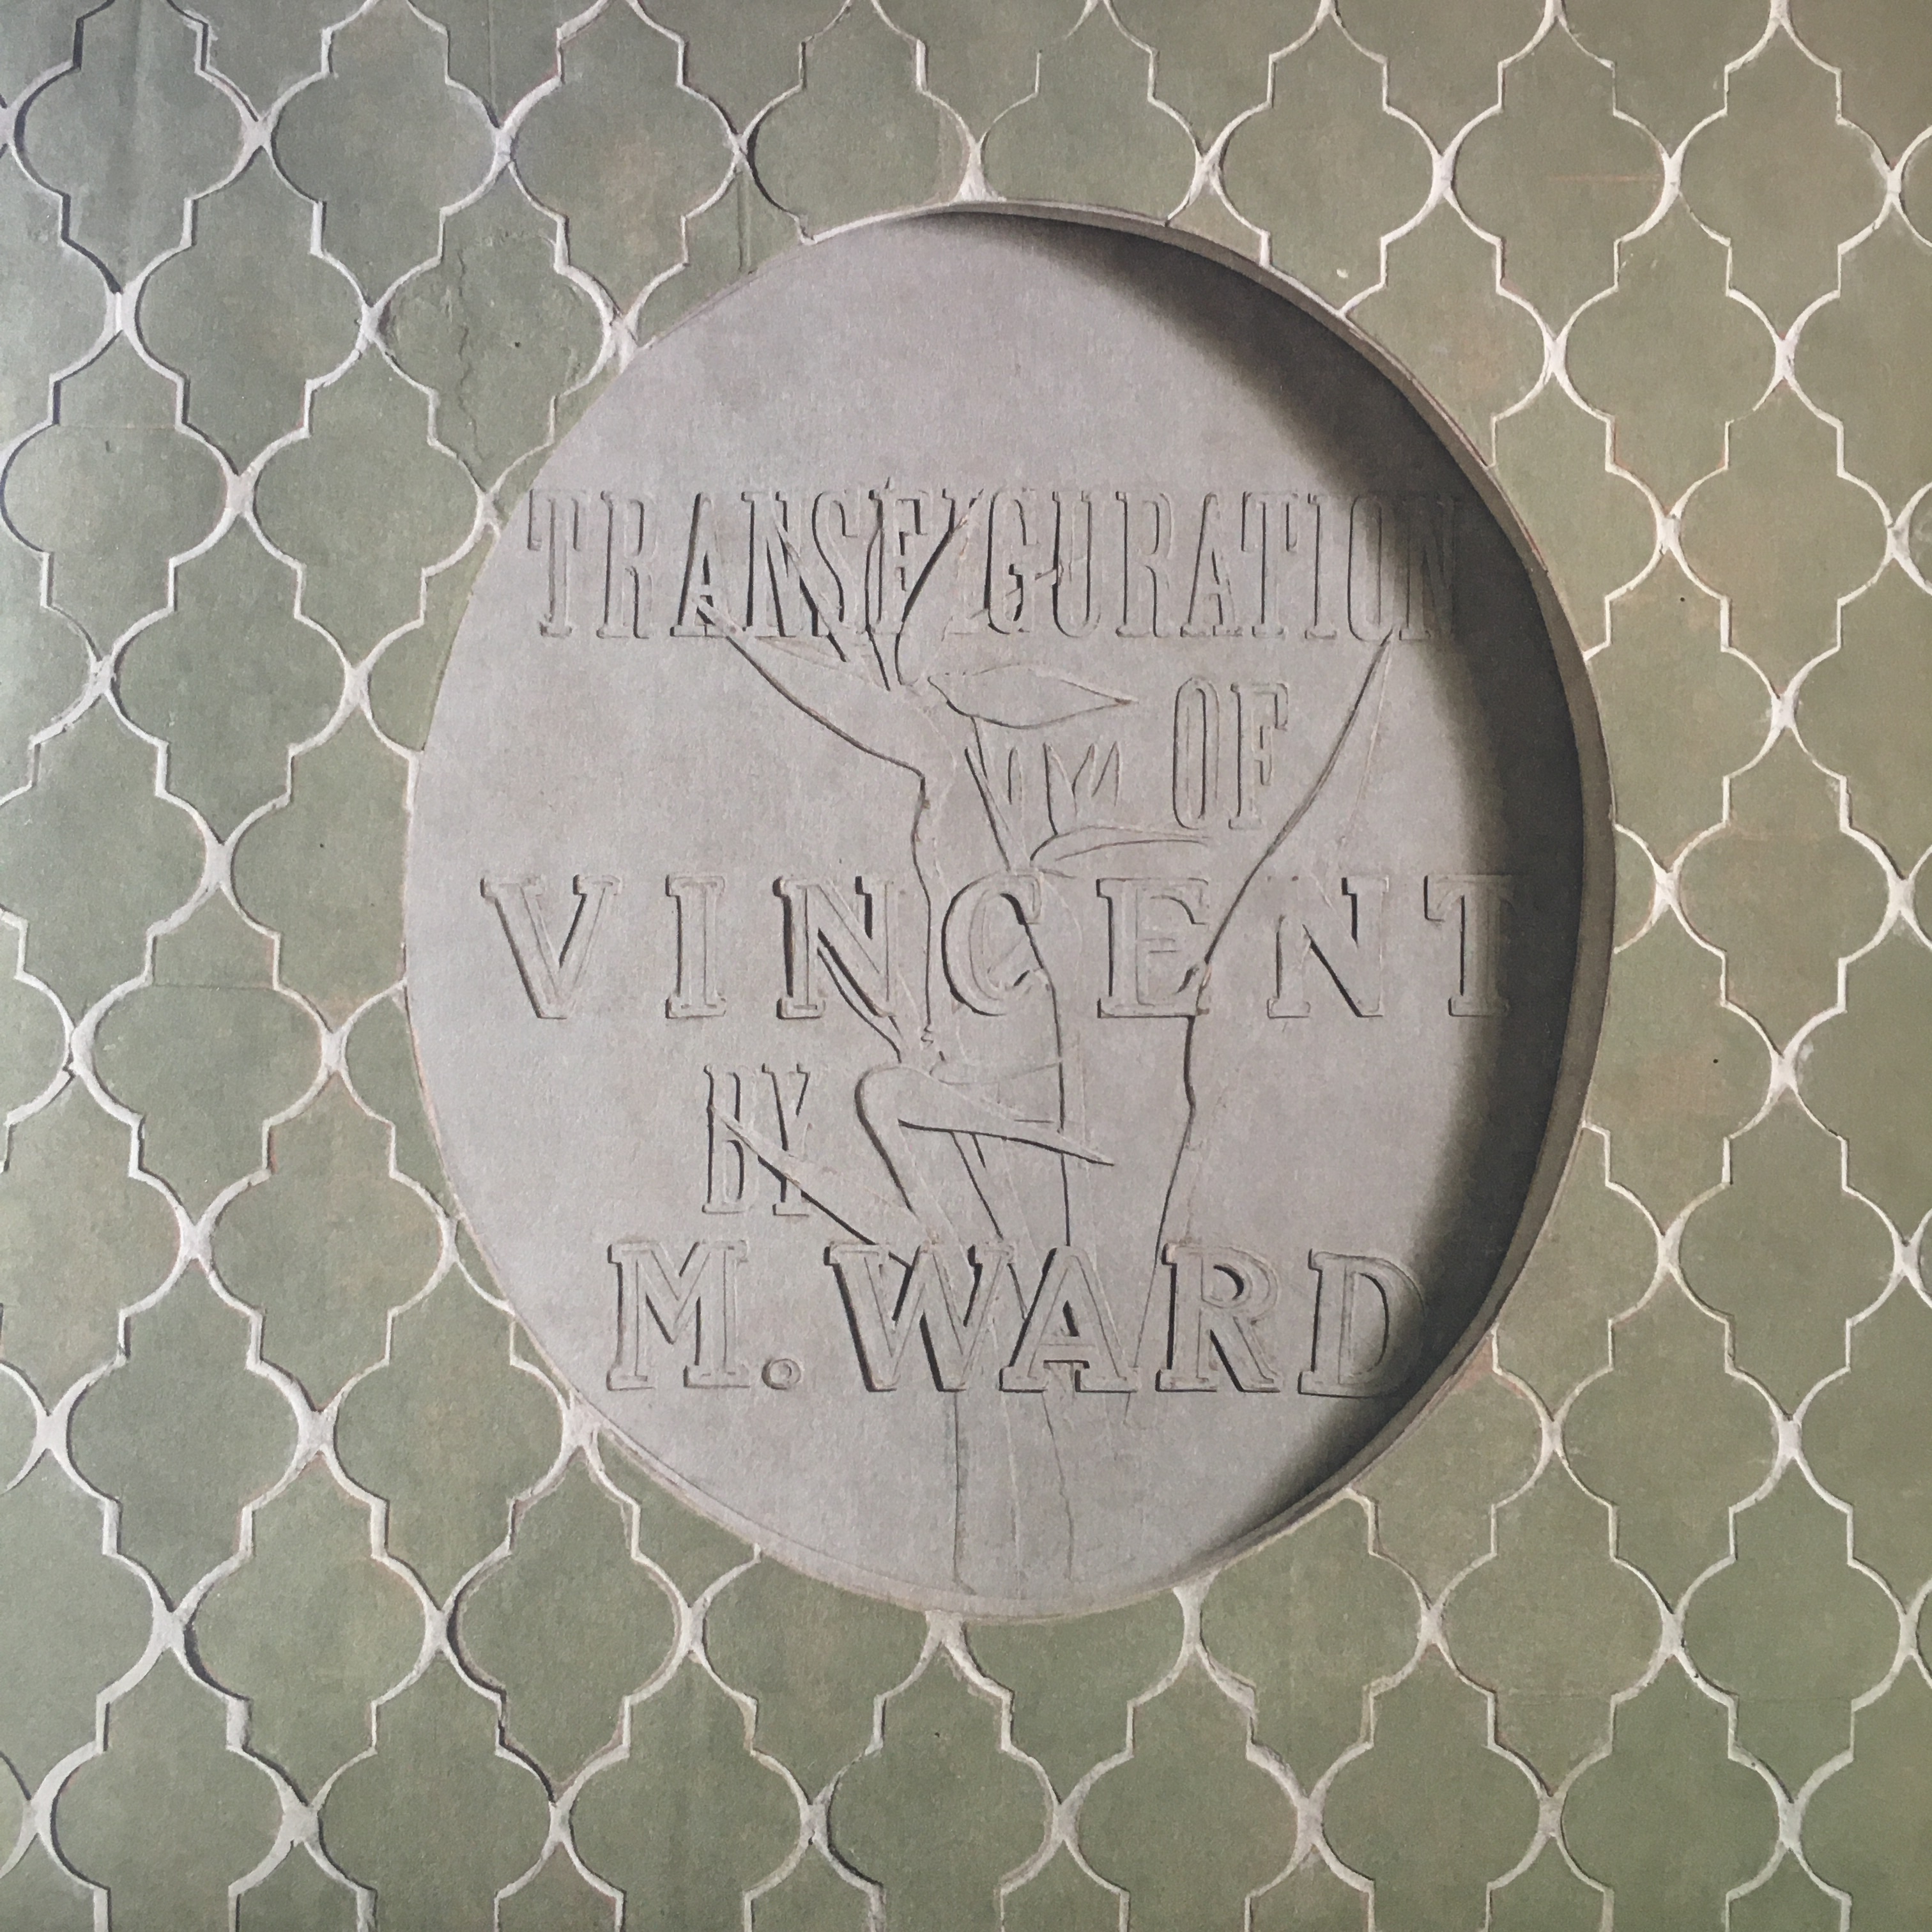 TRANSFIGURATION
OF
VINCENT
BY
M. WARD